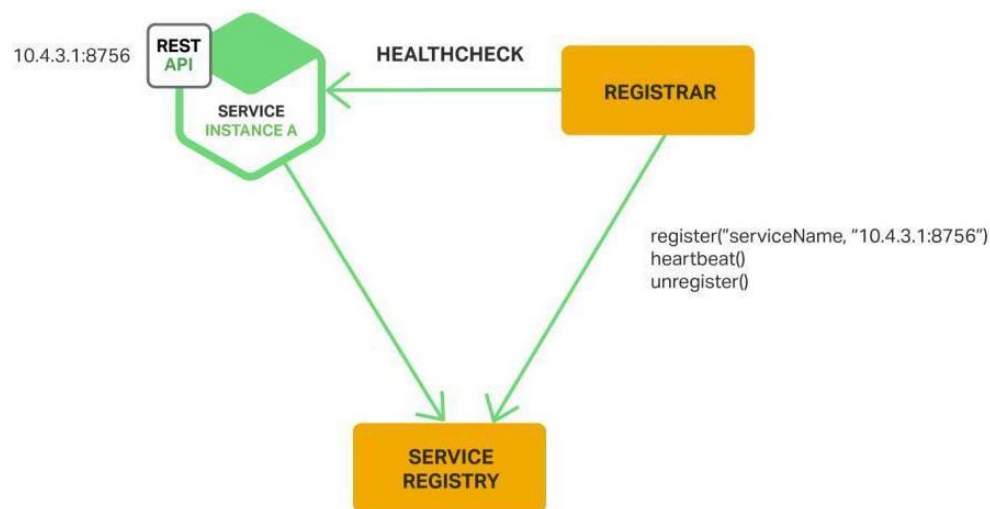 10.4.3.1:8756
REST
API
SERVICE
INSTANCE A
HEALTHCHECK
REGISTRAR
register("serviceName, "10.4.3.1:8756")
heartbeat()
unregister()
SERVICE
REGISTRY